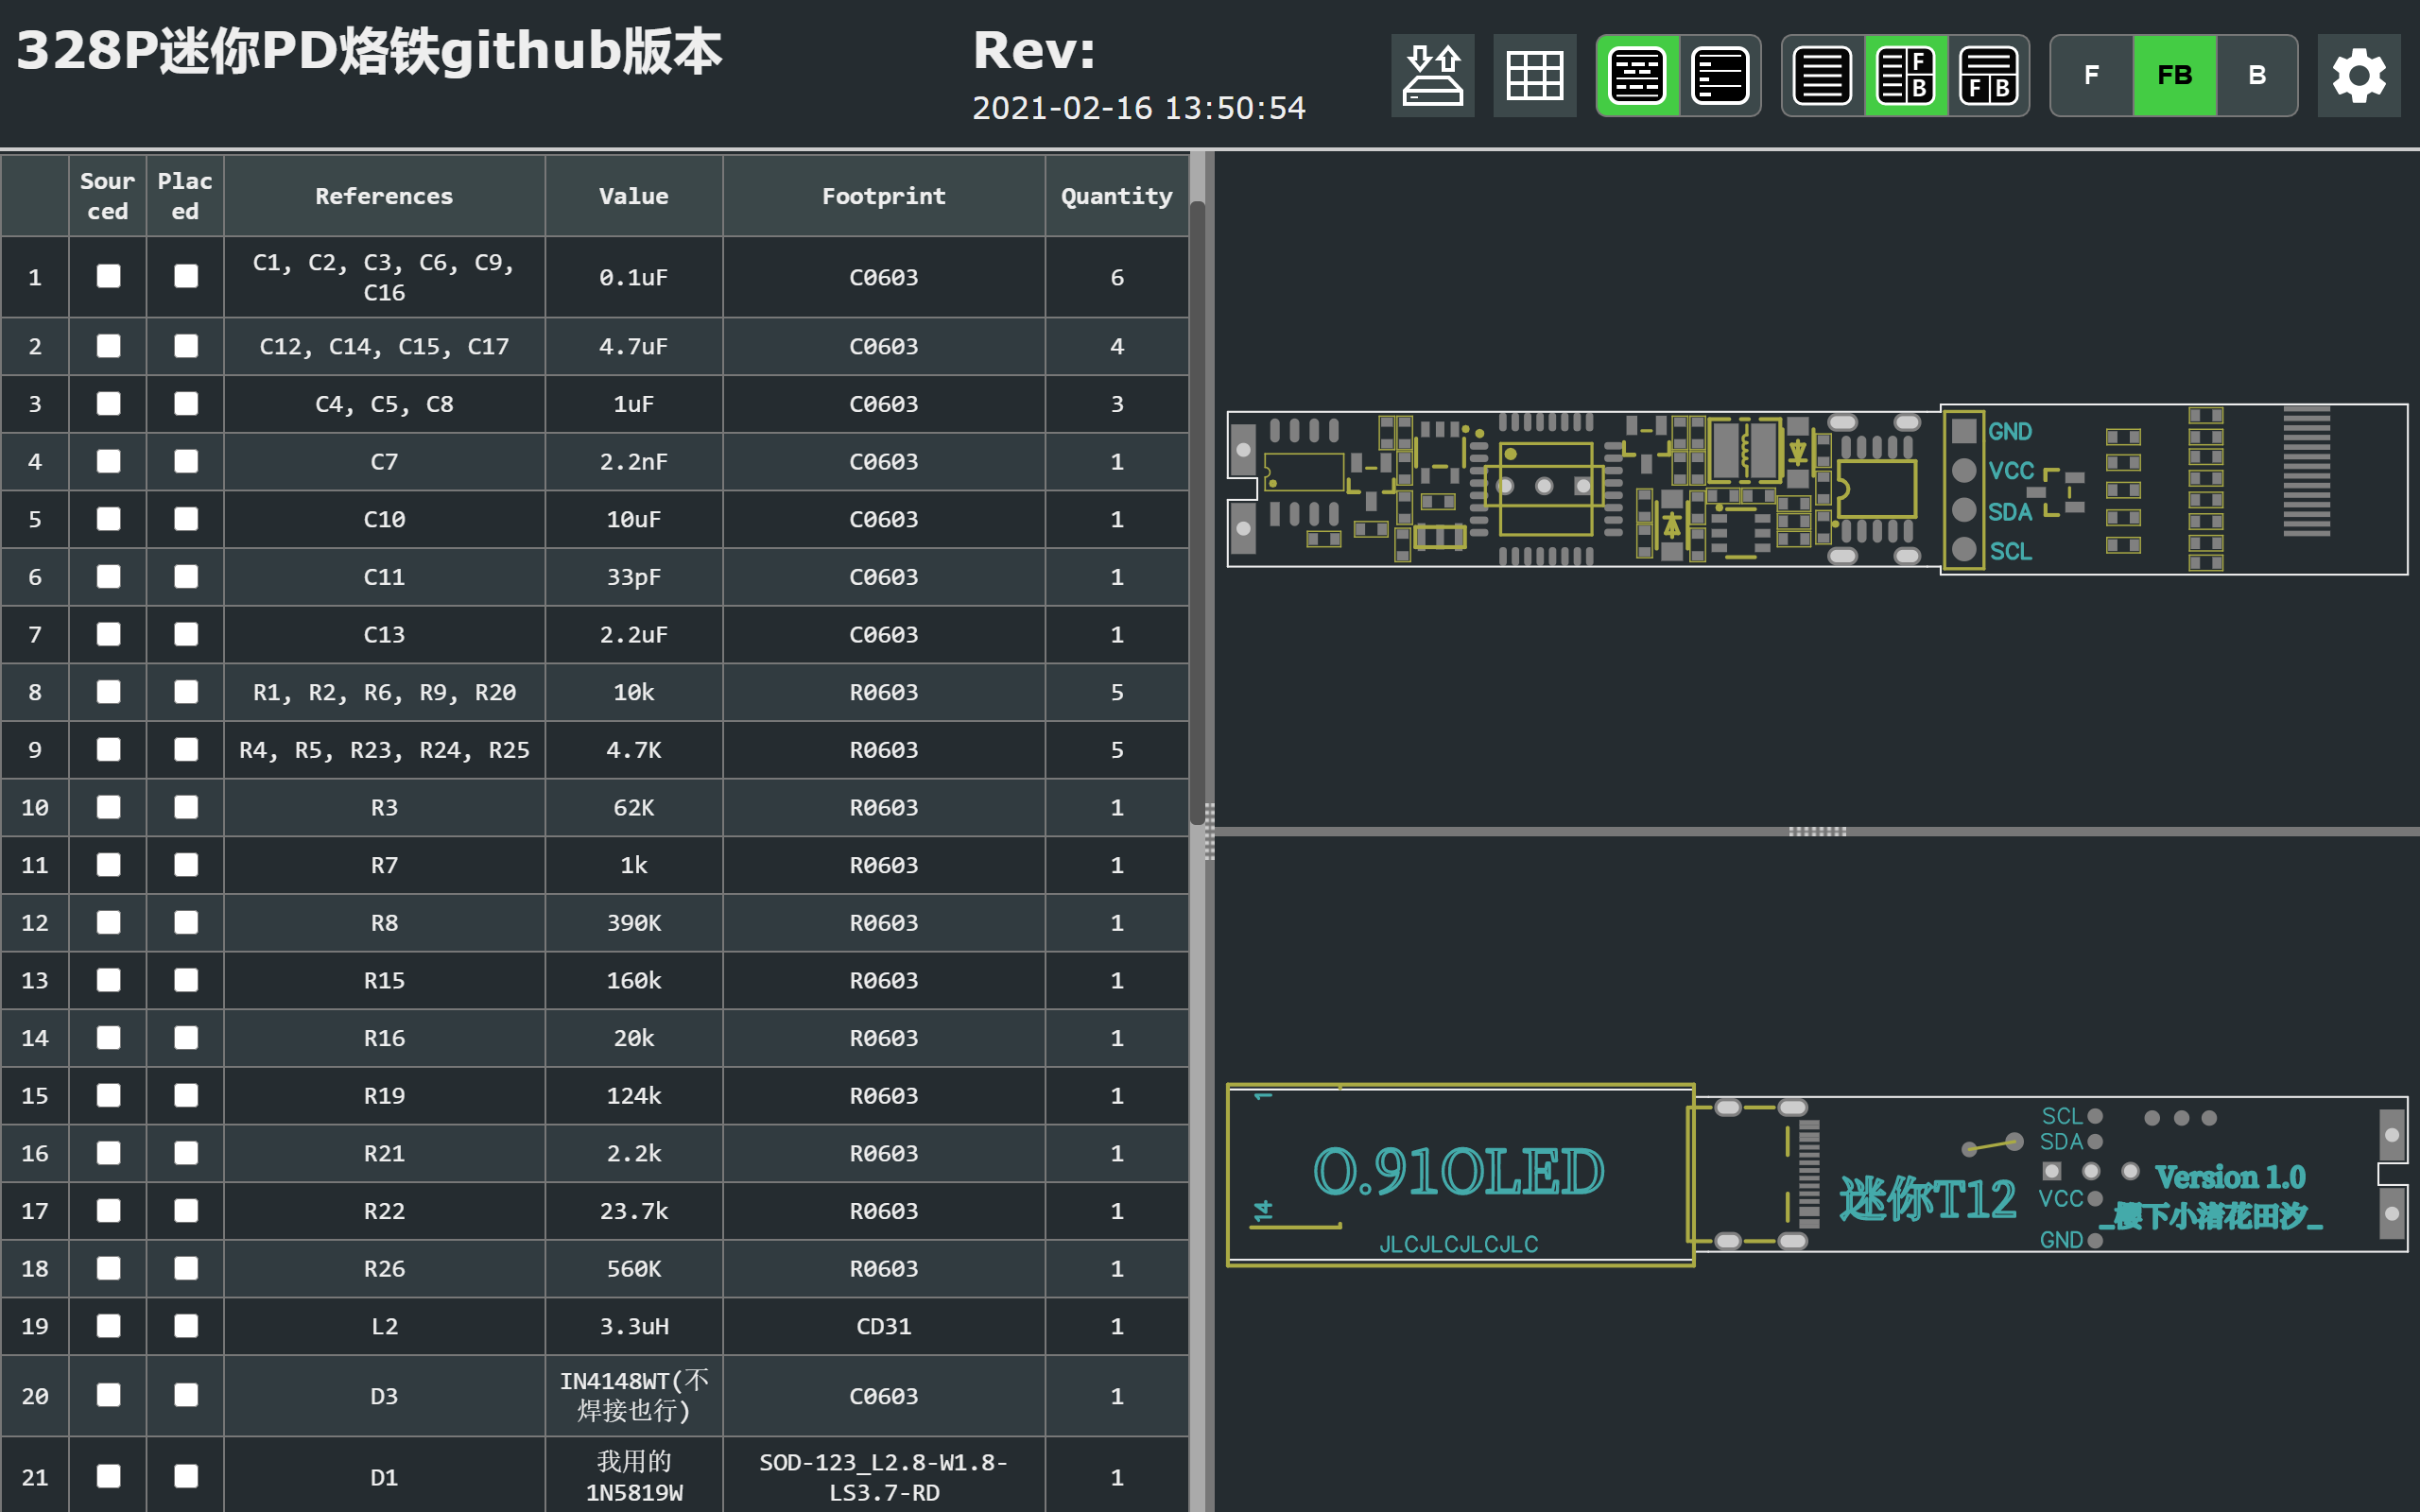 328P迷你PD烙铁github版本
Rev:
2021-02-16 13:50:54
F
B
F B
F FB B
Sour
ced
Plac
ed
References Value Footprint Quantity
1 C1, C2, C3, C6, C9,
C16 0.1uF C0603 6
2 C12, C14, C15, C17 4.7uF C0603 4
3 C4, C5, C8 1uF C0603 3
4 C7 2.2nF C0603 1
5 C10 10uF C0603 1
6 C11 33pF C0603 1
7 C13 2.2uF C0603 1
8 R1, R2, R6, R9, R20 10k R0603 5
9 R4, R5, R23, R24, R25 4.7K R0603 5
10 R3 62K R0603 1
11 R7 1k R0603 1
12 R8 390K R0603 1
13 R15 160k R0603 1
14 R16 20k R0603 1
15 R19 124k R0603 1
16 R21 2.2k R0603 1
17 R22 23.7k R0603 1
18 R26 560K R0603 1
19 L2 3.3uH CD31 1
20 D3 IN4148WT(不
焊接也行) C0603 1
21 D1 我用的
1N5819W SOD-123_L2.8-W1.8-
LS3.7-RD 1
GND
VCC
SDA
SCL
1
14
0.91OLED
JLCJLCJLCJLC
迷你T12
SCL
SDA
VCC
GND
Version 1.0
_樱下小渚花田汐_